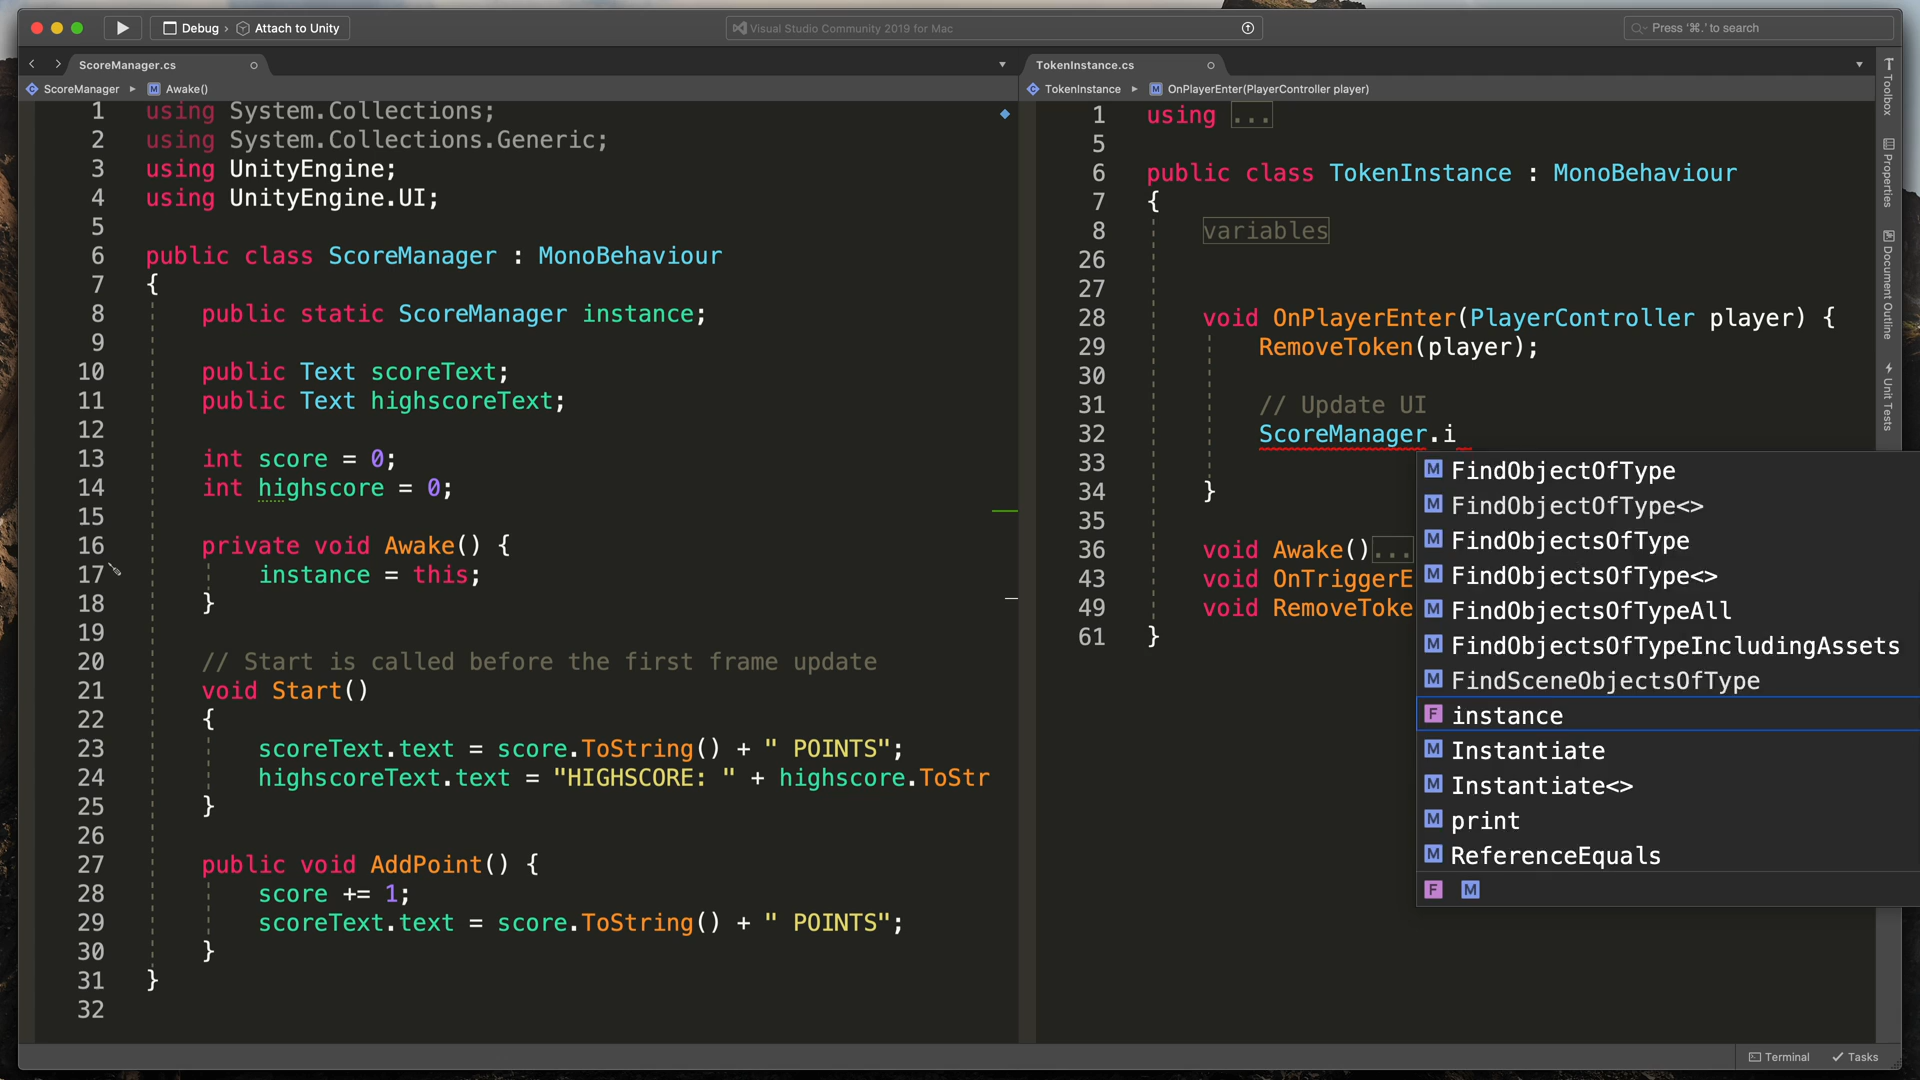 Debug › Attach to Unity
Visual Studio Community 2019 for Mac
Press '⌘.' to search
ScoreManager.cs
ScoreManager ▸ M Awake()
1 using System.Collections;
2 using System.Collections.Generic;
3 using UnityEngine;
4 using UnityEngine.UI;
5
6 public class ScoreManager : MonoBehaviour
7 {
8 public static ScoreManager instance;
9
10 public Text scoreText;
11 public Text highscoreText;
12
13 int score = 0;
14 int highscore = 0;
15
16 private void Awake() {
17 instance = this;
18 }
19
20 // Start is called before the first frame update
21 void Start()
22 {
23 scoreText.text = score.ToString() + " POINTS";
24 highscoreText.text = "HIGHSCORE: " + highscore.ToStr
25 }
26
27 public void AddPoint() {
28 score += 1;
29 scoreText.text = score.ToString() + " POINTS";
30 }
31 }
32
TokenInstance.cs
TokenInstance ▸ M OnPlayerEnter(PlayerController player)
1 using ...
5
6 public class TokenInstance : MonoBehaviour
7 {
8 variables
26
27
28 void OnPlayerEnter(PlayerController player) {
29 RemoveToken(player);
30
31 // Update UI
32 ScoreManager.i
33
34 }
35
36 void Awake()...
43 void OnTriggerE
49 void RemoveToke
61 }
M FindObjectOfType
M FindObjectOfType<>
M FindObjectsOfType
M FindObjectsOfType<>
M FindObjectsOfTypeAll
M FindObjectsOfTypeIncludingAssets
M FindSceneObjectsOfType
F instance
M Instantiate
M Instantiate<>
M print
M ReferenceEquals
F M
Toolbox
Properties
Document Outline
Unit Tests
Terminal
Tasks